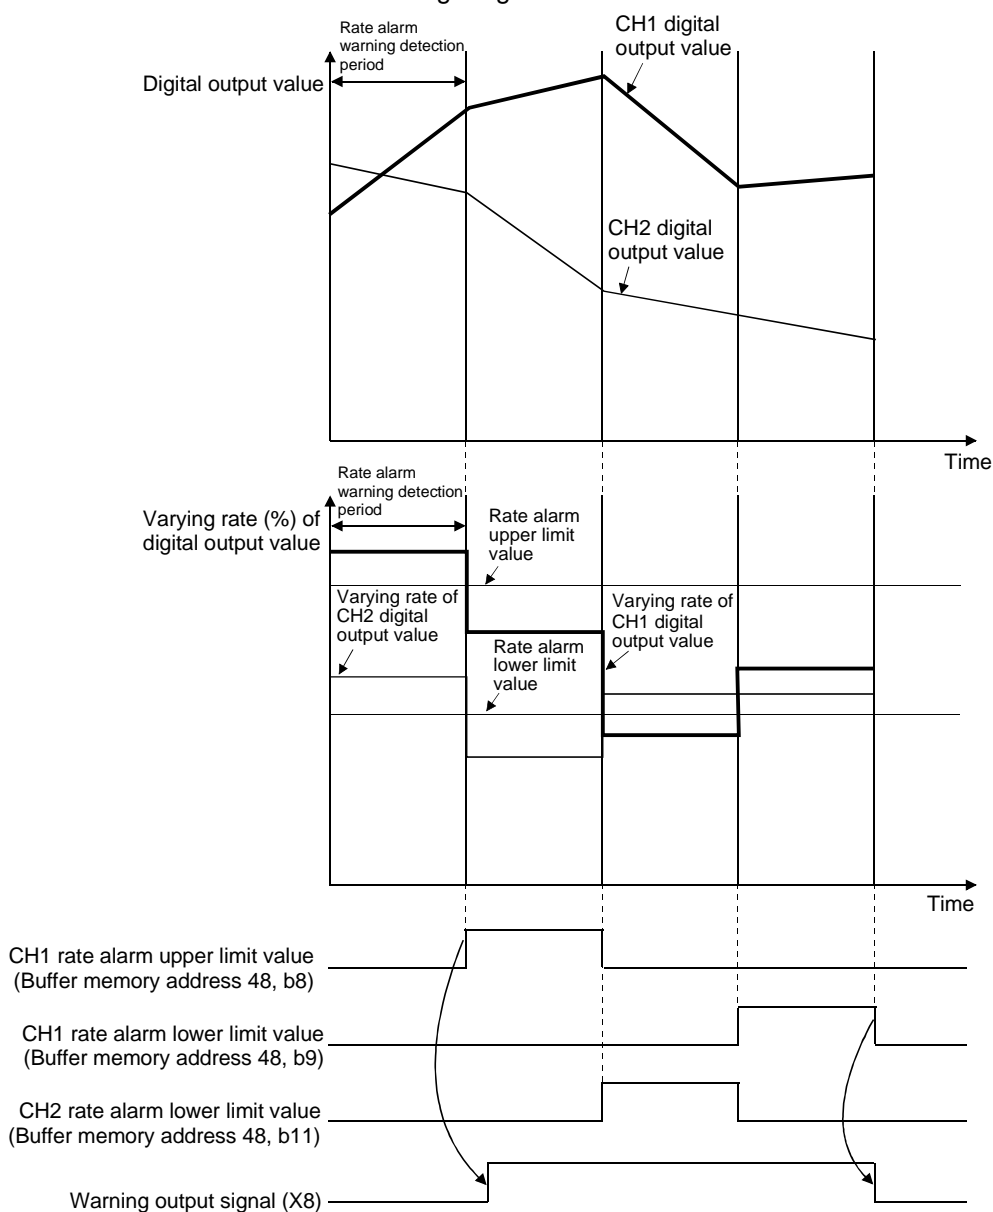 Rate alarm
warning detection
period
CH1 digital
output value
Digital output value
CH2 digital
output value
Time
Rate alarm
warning detection
period
Varying rate (%) of
digital output value
Rate alarm
upper limit
value
Varying rate of
CH2 digital
output value
Varying rate of
CH1 digital
output value
Rate alarm
lower limit
value
Time
CH1 rate alarm upper limit value
(Buffer memory address 48, b8)
CH1 rate alarm lower limit value
(Buffer memory address 48, b9)
CH2 rate alarm lower limit value
(Buffer memory address 48, b11)
Warning output signal (X8)